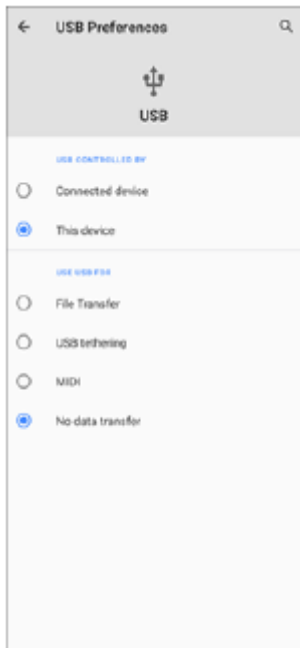 USB Preferences
USB
USB CONTROLLED BY
Connected device
This device
USE USB FOR
File Transfer
USB tethering
MIDI
No data transfer